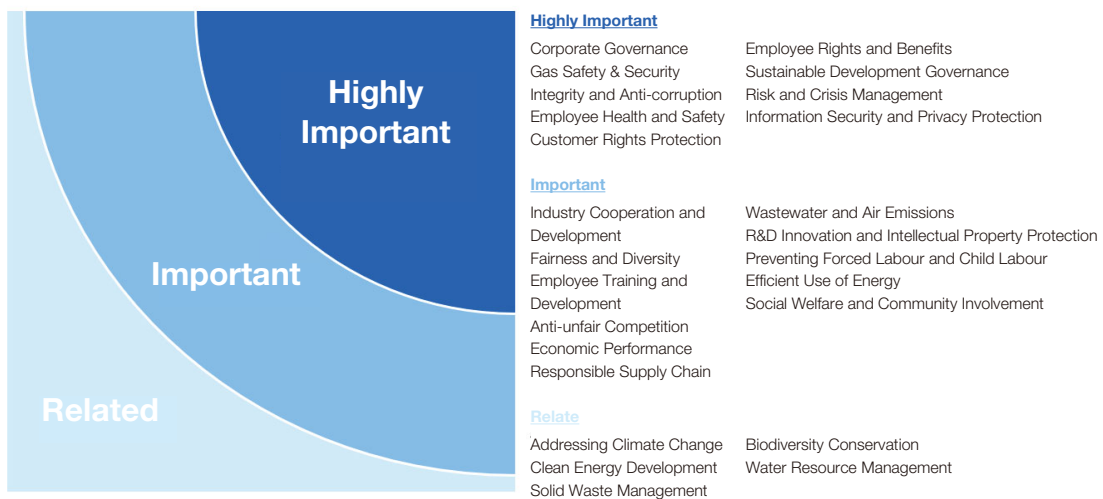 Highly
Important
Important
Related
Highly Important
Corporate Governance
Gas Safety & Security
Integrity and Anti-corruption
Employee Health and Safety
Customer Rights Protection
Employee Rights and Benefits
Sustainable Development Governance
Risk and Crisis Management
Information Security and Privacy Protection
Important
Industry Cooperation and
Development
Fairness and Diversity
Employee Training and
Development
Anti-unfair Competition
Economic Performance
Responsible Supply Chain
Wastewater and Air Emissions
R&D Innovation and Intellectual Property Protection
Preventing Forced Labour and Child Labour
Efficient Use of Energy
Social Welfare and Community Involvement
Relate
Addressing Climate Change
Clean Energy Development
Solid Waste Management
Biodiversity Conservation
Water Resource Management